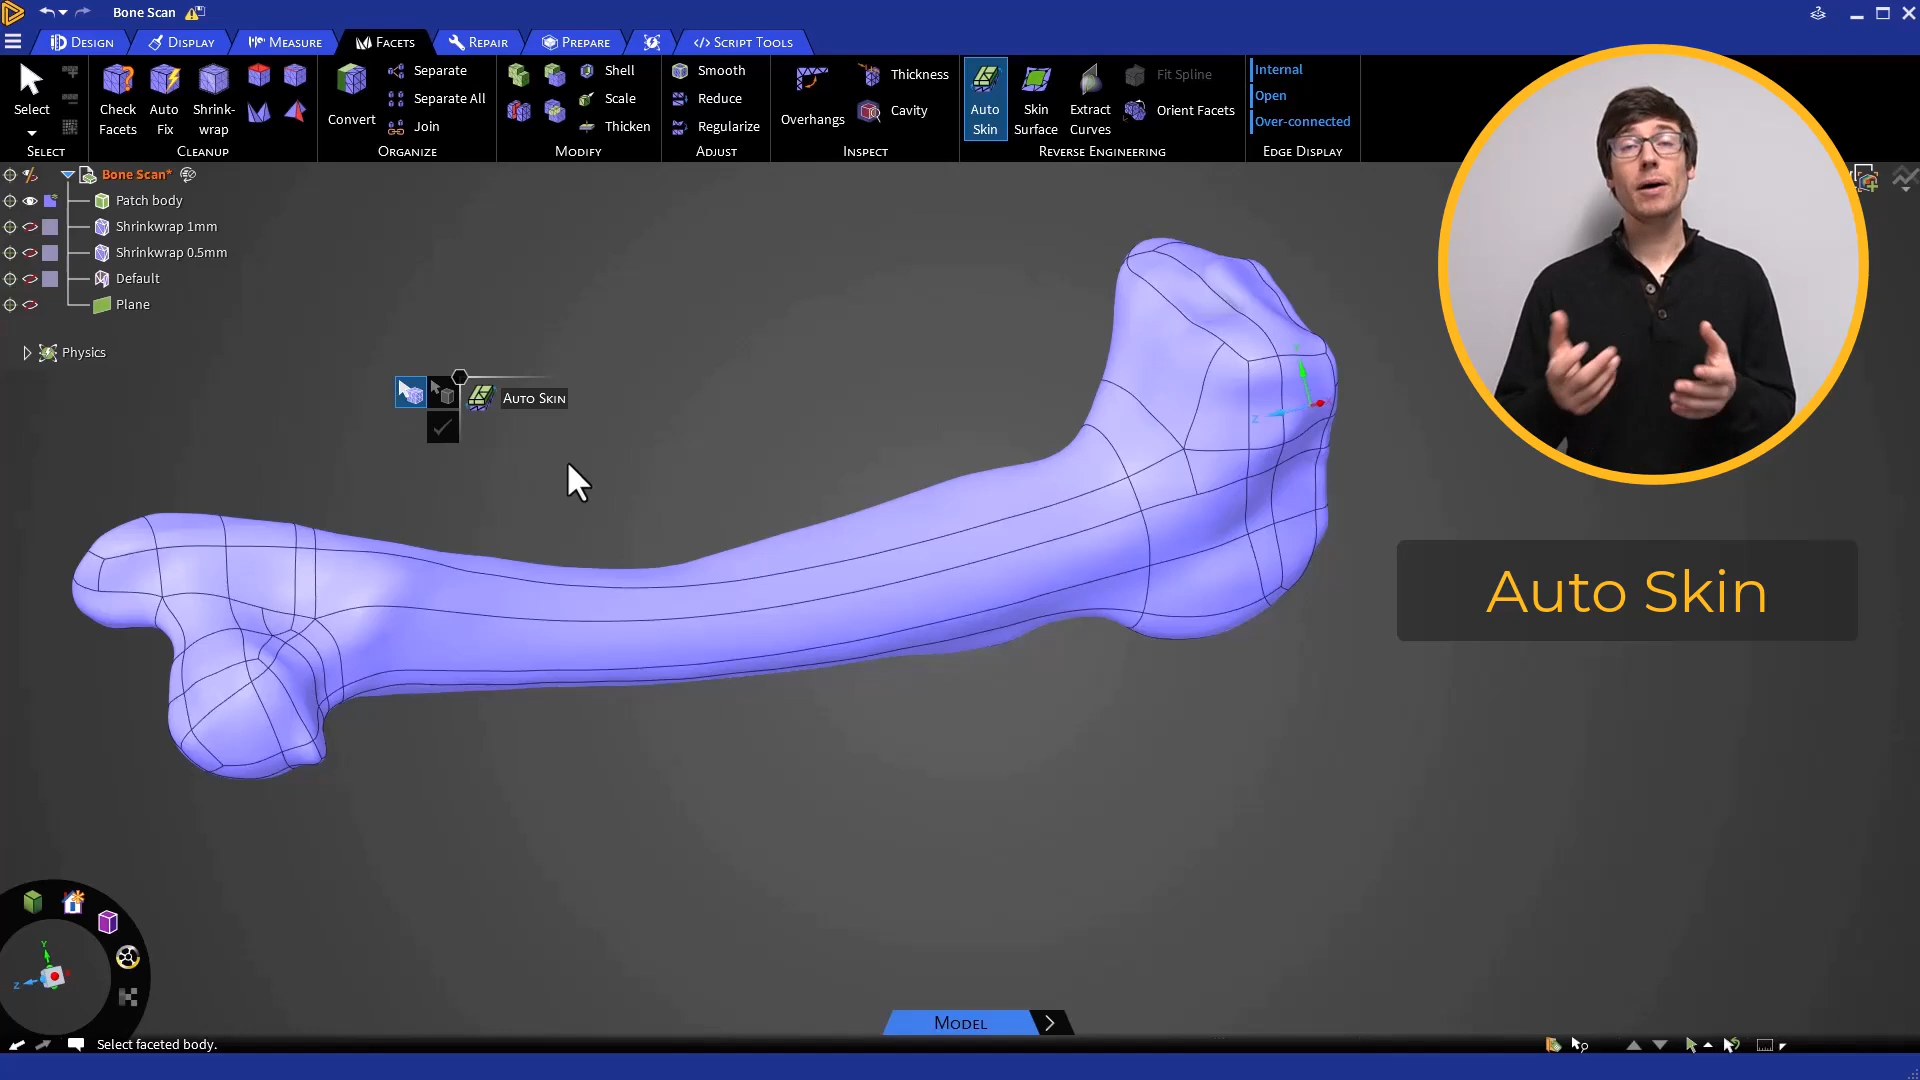 Bone Scan
DESIGN
DISPLAY
MEASURE
FACETS
REPAIR
PREPARE
SCRIPT TOOLS
Select
SELECT
Check Facets
Auto Fix
Shrink-wrap
CLEANUP
Convert
Separate
Separate All
Join
ORGANIZE
Shell
Scale
Thicken
MODIFY
Smooth
Reduce
Regularize
ADJUST
Overhangs
Thickness
Cavity
INSPECT
Auto Skin
Skin Surface
Extract Curves
Fit Spline
Orient Facets
REVERSE ENGINEERING
Internal
Open
Over-connected
EDGE DISPLAY
Bone Scan*
Patch body
Shrinkwrap 1mm
Shrinkwrap 0.5mm
Default
Plane
Physics
AUTO SKIN
Y
Z
Auto Skin
Y
Z
MODEL
Select faceted body.